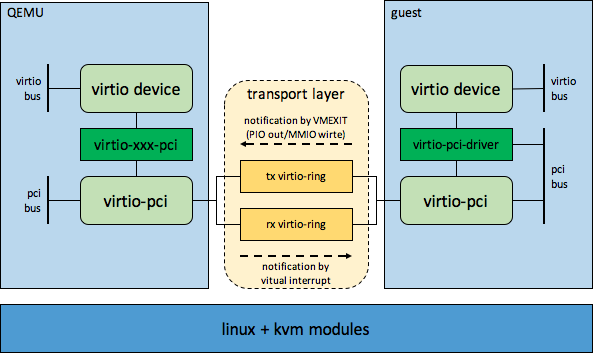 QEMU
virtio
bus
virtio device
virtio-xxx-pci
pci
bus
virtio-pci
transport layer
notification by VMEXIT
(PIO out/MMIO wirte)
tx virtio-ring
rx virtio-ring
notification by
vitual interrupt
guest
virtio device
virtio
bus
virtio-pci-driver
pci
bus
virtio-pci
linux + kvm modules